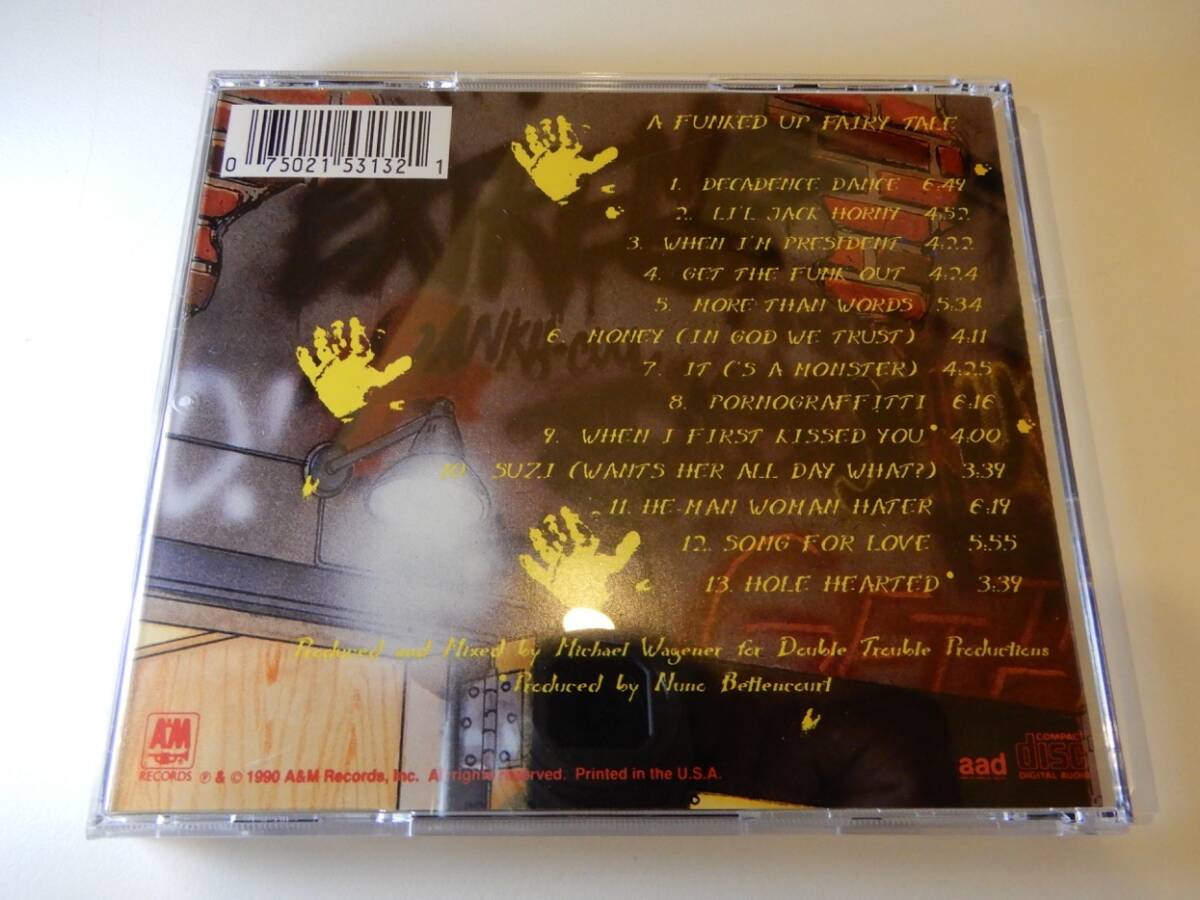 0 75021 53132 1
A FUNKED UP FAIRY TALE
1. DECADENCE DANCE 6:49
2. LI'L JACK HORNY 4:52
3. WHEN I'M PRESIDENT 4:22
4. GET THE FUNK OUT 4:24
5. MORE THAN WORDS 5:34
6. MONEY (IN GOD WE TRUST) 4:11
7. IT ('S A MONSTER) 4:25
8. PORNOGRAFFITTI 6:16
9. WHEN I FIRST KISSED YOU* 4:00
10. SUZI (WANTS HER ALL DAY WHAT?) 3:39
11. HE-MAN WOMAN HATER 6:19
12. SONG FOR LOVE 5:55
13. HOLE HEARTED* 3:39
Produced and Mixed by Michael Wagener for Double Trouble Productions
*Produced by Nuno Bettencourt
A&M
RECORDS
℗ & © 1990 A&M Records, Inc. All rights reserved. Printed in the U.S.A.
aad
COMPACT
disc
DIGITAL AUDIO